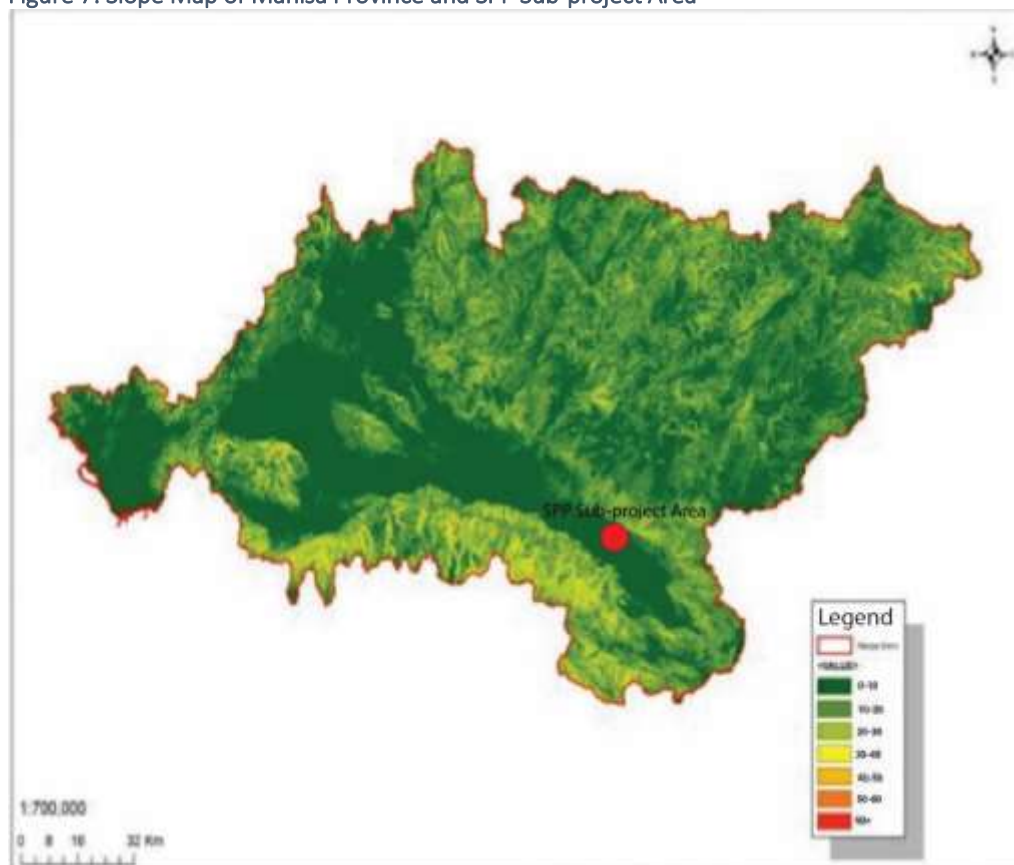 Figure 7: Slope Map of Manisa Province and SPP Sub-project Area
SPP Sub-project Area
Legend
<VALUE>
0-10
10-20
20-30
30-40
40-50
50-60
60+
1:700,000
0 8 16 32 Km